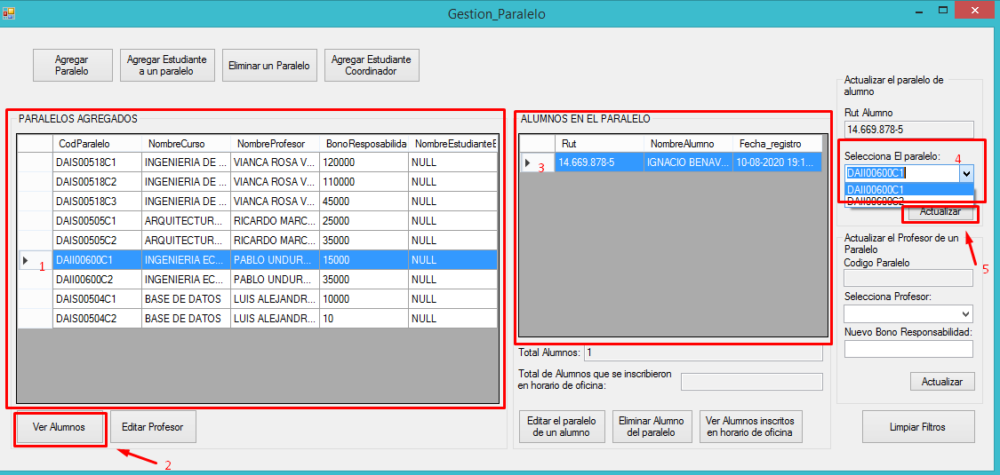 Gestion_Paralelo
Agregar
Paralelo
Agregar Estudiante
a un paralelo
Eliminar un Paralelo
Agregar Estudiante
Coordinador
PARALELOS AGREGADOS
CodParalelo NombreCurso NombreProfesor BonoResposabilida NombreEstudianteE
DAIS00518C1 INGENIERIA DE ... VIANCA ROSA V... 120000 NULL
DAIS00518C2 INGENIERIA DE ... VIANCA ROSA V... 110000 NULL
DAIS00518C3 INGENIERIA DE ... VIANCA ROSA V... 45000 NULL
DAIS00505C1 ARQUITECTUR... RICARDO MARC... 25000 NULL
DAIS00505C2 ARQUITECTUR... RICARDO MARC... 35000 NULL
1 DAII00600C1 INGENIERIA EC... PABLO UNDUR... 15000 NULL
DAII00600C2 INGENIERIA EC... PABLO UNDUR... 35000 NULL
DAIS00504C1 BASE DE DATOS LUIS ALEJANDR... 10000 NULL
DAIS00504C2 BASE DE DATOS LUIS ALEJANDR... 10 NULL
Ver Alumnos
Editar Profesor
2
ALUMNOS EN EL PARALELO
Rut NombreAlumno Fecha_registro
3 14.669.878-5 IGNACIO BENAV... 10-08-2020 19:1...
Total Alumnos: 1
Total de Alumnos que se inscribieron
en horario de oficina:
Editar el paralelo
de un alumno
Eliminar Alumno
del paralelo
Ver Alumnos inscritos
en horario de oficina
Actualizar el paralelo de
alumno
Rut Alumno
14.669.878-5
Selecciona El paralelo: 4
DAII00600C1
DAII00600C1
DAII00600C2
Actualizar
5
Actualizar el Profesor de un
Paralelo
Codigo Paralelo
Selecciona Profesor:
Nuevo Bono Responsabilidad:
Actualizar
Limpiar Filtros